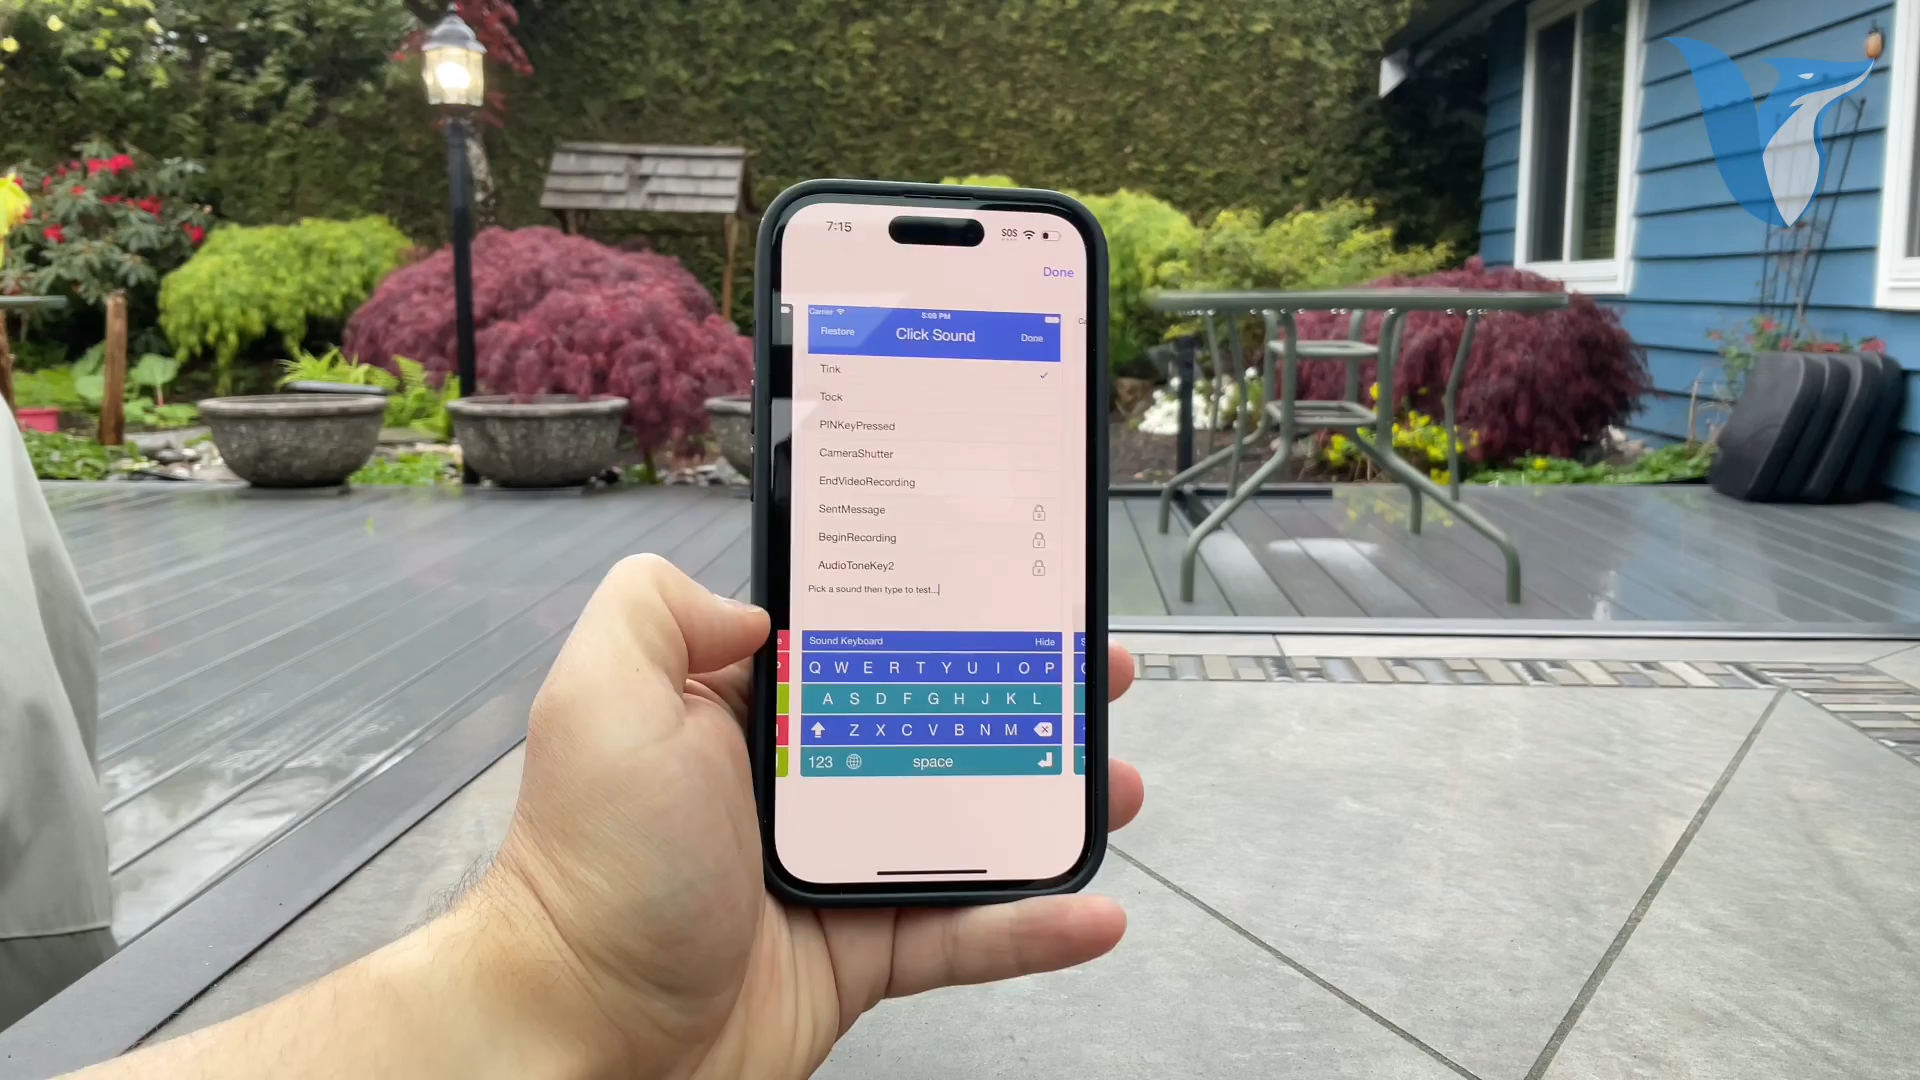 7:15
SOS
Done
Carrier
5:09 PM
Restore
Click Sound
Done
Tink
Tock
PINKeyPressed
CameraShutter
EndVideoRecording
SentMessage
BeginRecording
AudioToneKey2
Pick a sound then type to test...
Sound Keyboard
Hide
Q W E R T Y U I O P
A S D F G H J K L
Z X C V B N M
123
space